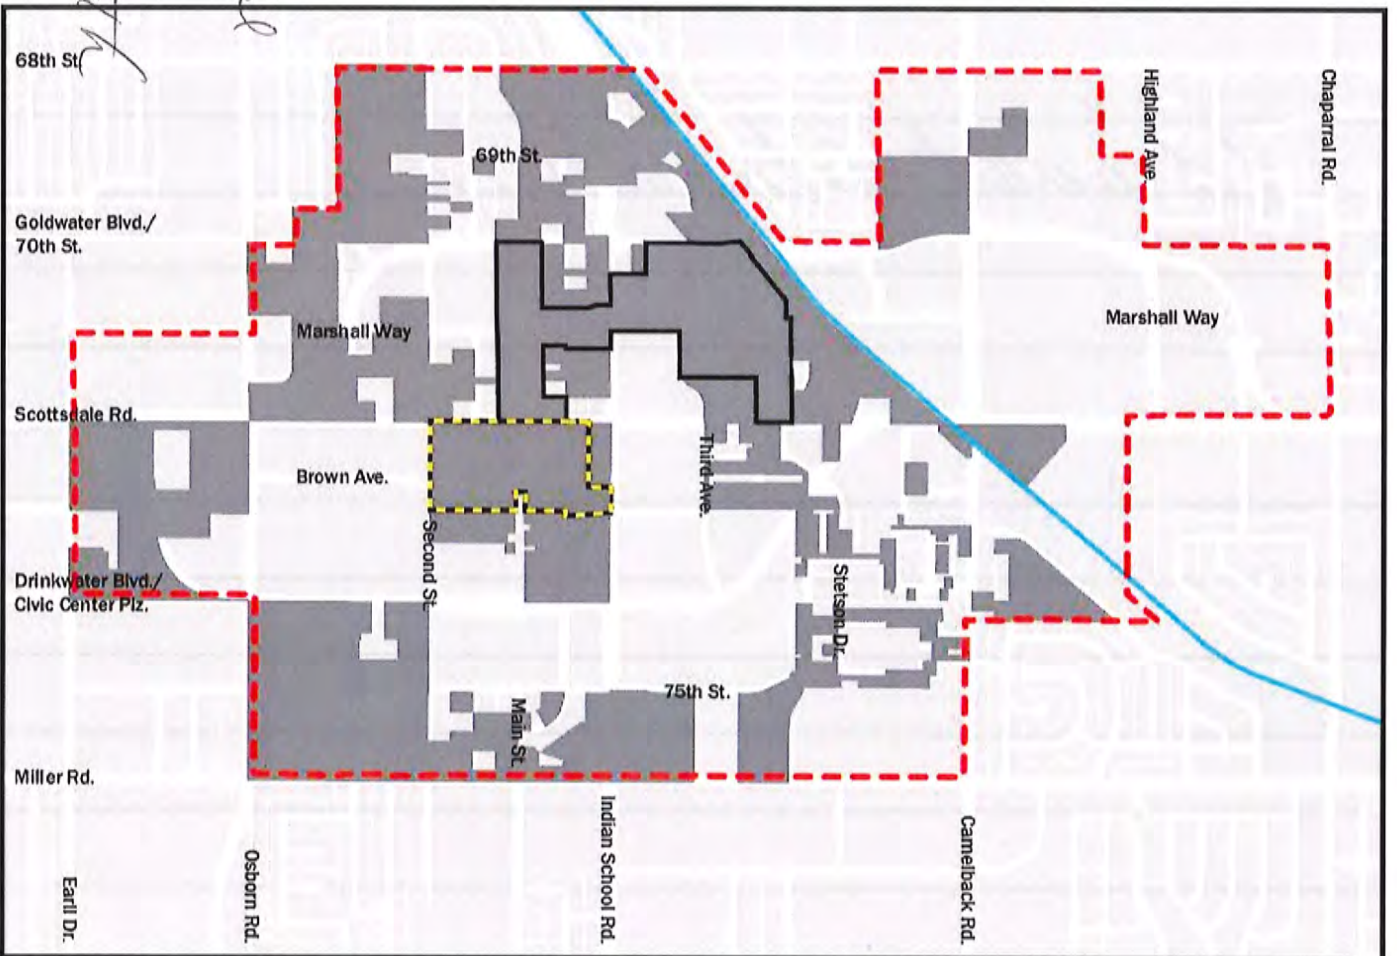 68th St.
Goldwater Blvd./
70th St.
Scottsdale Rd.
Drinkwater Blvd./
Civic Center Plz.
Miller Rd.
69th St.
Marshall Way
Brown Ave.
Second St.
Main St.
75th St.
Third Ave.
Stetson Dr.
Marshall Way
Highland Ave.
Chaparral Rd.
Earll Dr.
Osborn Rd.
Indian School Rd.
Camelback Rd.